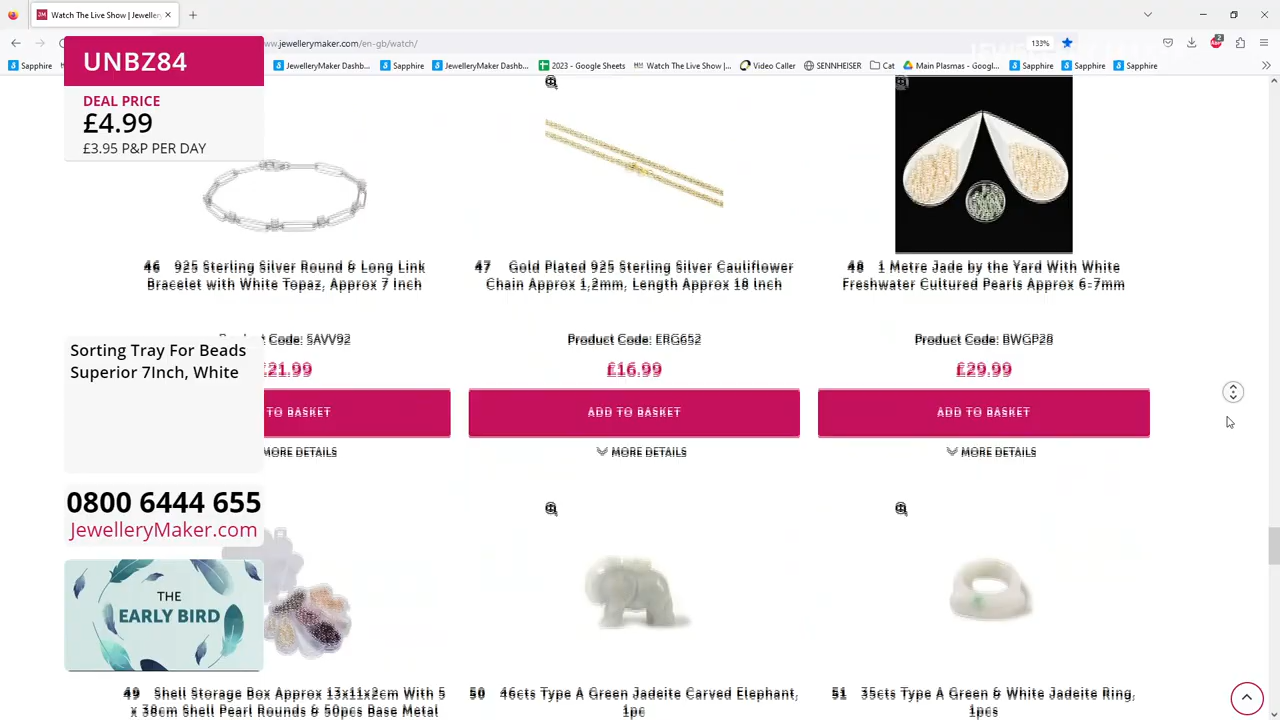 Watch The Live Show | Jeweller
www.jewellerymaker.com/en-gb/watch/
133%
2
Sapphire
JewelleryMaker Dashb...
Sapphire
JewelleryMaker Dashb...
2023 - Google Sheets
Watch The Live Show |...
Video Caller
SENNHEISER
Cat
Main Plasmas - Googl...
Sapphire
Sapphire
Sapphire
UNBZ84
DEAL PRICE
£4.99
£3.95 P&P PER DAY
46 925 Sterling Silver Round & Long Link
Bracelet with White Topaz, Approx 7 Inch
47 Gold Plated 925 Sterling Silver Cauliflower
Chain Approx 1.2mm, Length Approx 18 Inch
48 1 Metre Jade by the Yard With White
Freshwater Cultured Pearls Approx 6-7mm
Code: SAVV92
Product Code: ERG652
Product Code: BWGP28
£21.99
£16.99
£29.99
TO BASKET
ADD TO BASKET
ADD TO BASKET
MORE DETAILS
MORE DETAILS
MORE DETAILS
Sorting Tray For Beads
Superior 7Inch, White
0800 6444 655
JewelleryMaker.com
THE
EARLY BIRD
49 Shell Storage Box Approx 13x11x2cm With 5
x 38cm Shell Pearl Rounds & 50pcs Base Metal
50 46cts Type A Green Jadeite Carved Elephant,
1pc
51 35cts Type A Green & White Jadeite Ring,
1pcs